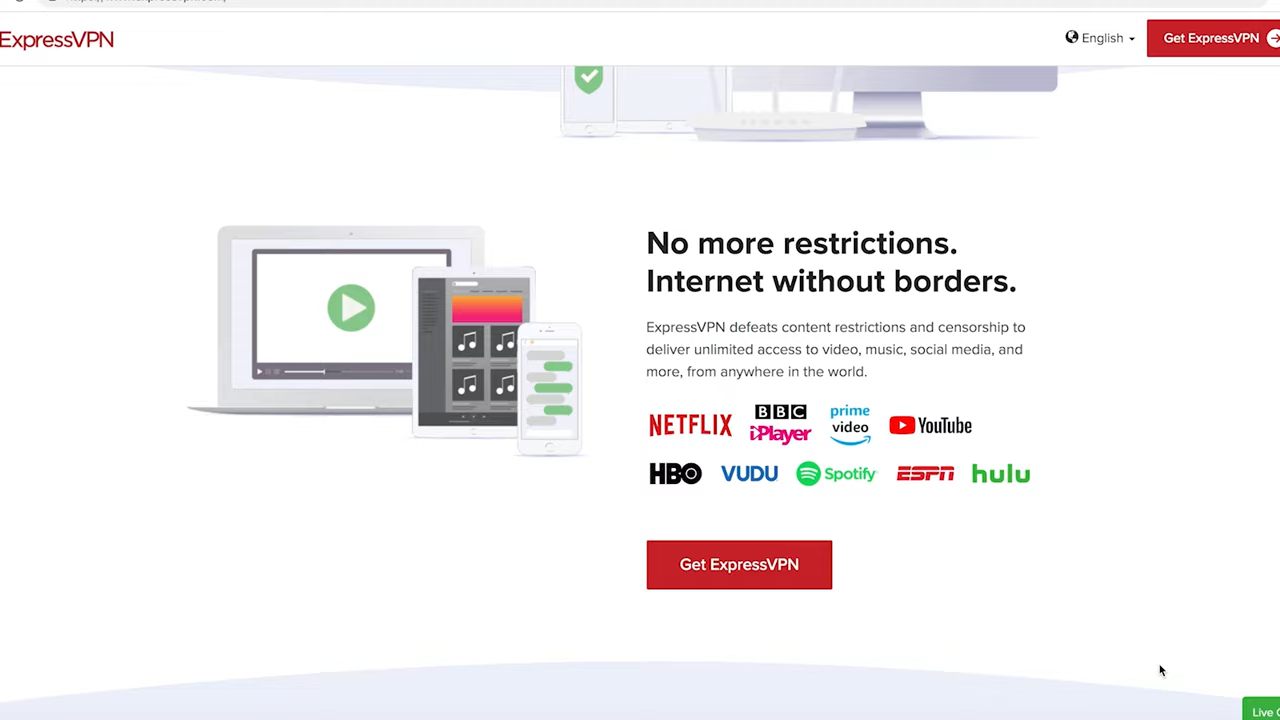 ExpressVPN
English
Get ExpressVPN
No more restrictions.
Internet without borders.
ExpressVPN defeats content restrictions and censorship to
deliver unlimited access to video, music, social media, and
more, from anywhere in the world.
NETFLIX
BBC
iPlayer
prime
video
YouTube
HBO
VUDU
Spotify
ESPN
hulu
Get ExpressVPN
Live